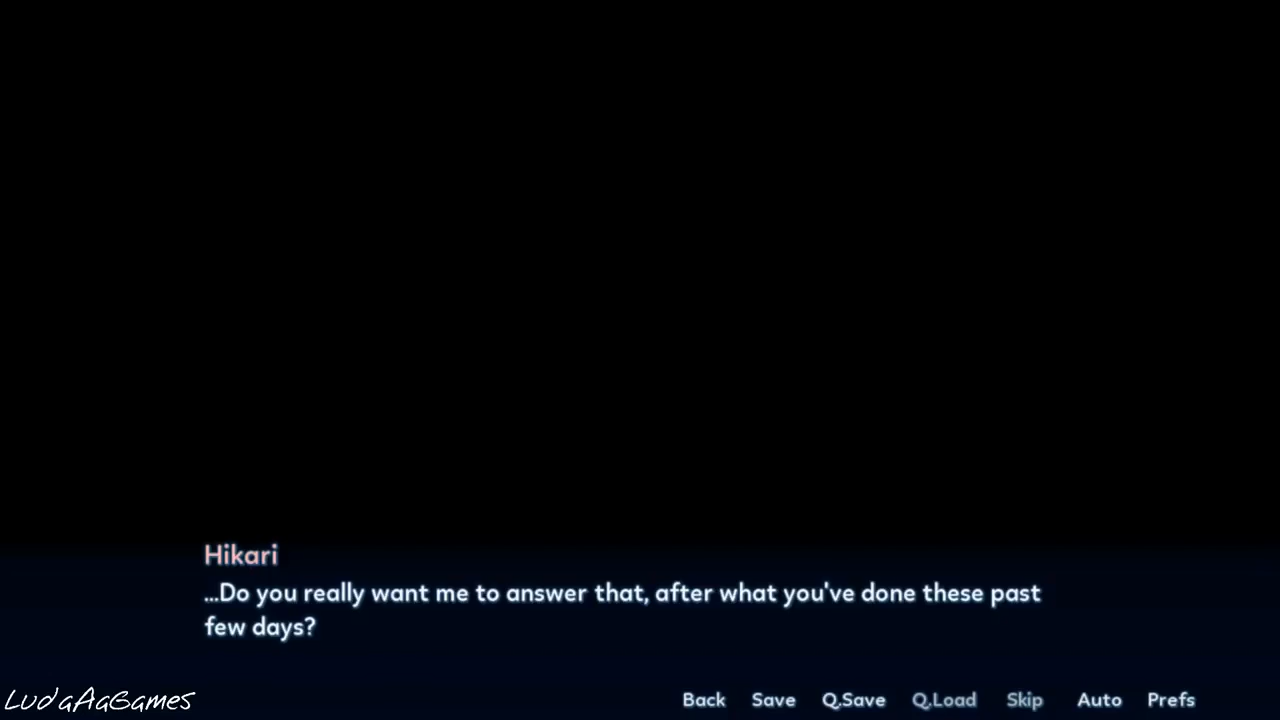 Hikari
...Do you really want me to answer that, after what you've done these past
few days?
LudaAaGames
Back Save Q.Save Q.Load Skip Auto Prefs